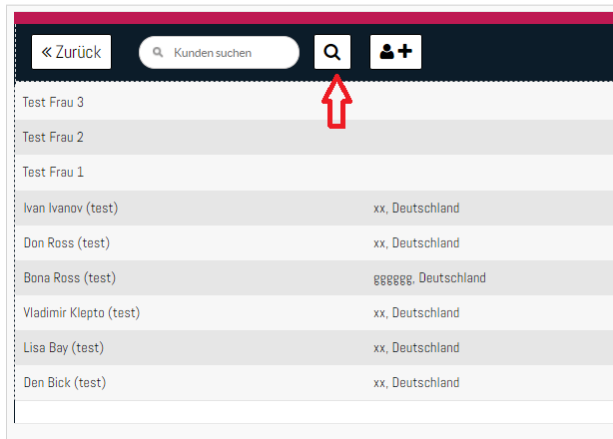 « Zurück Kunden suchen
Test Frau 3
Test Frau 2
Test Frau 1
Ivan Ivanov (test) xx, Deutschland
Don Ross (test) xx, Deutschland
Bona Ross (test) gggggg, Deutschland
Vladimir Klepto (test) xx, Deutschland
Lisa Bay (test) xx, Deutschland
Den Bick (test) xx, Deutschland